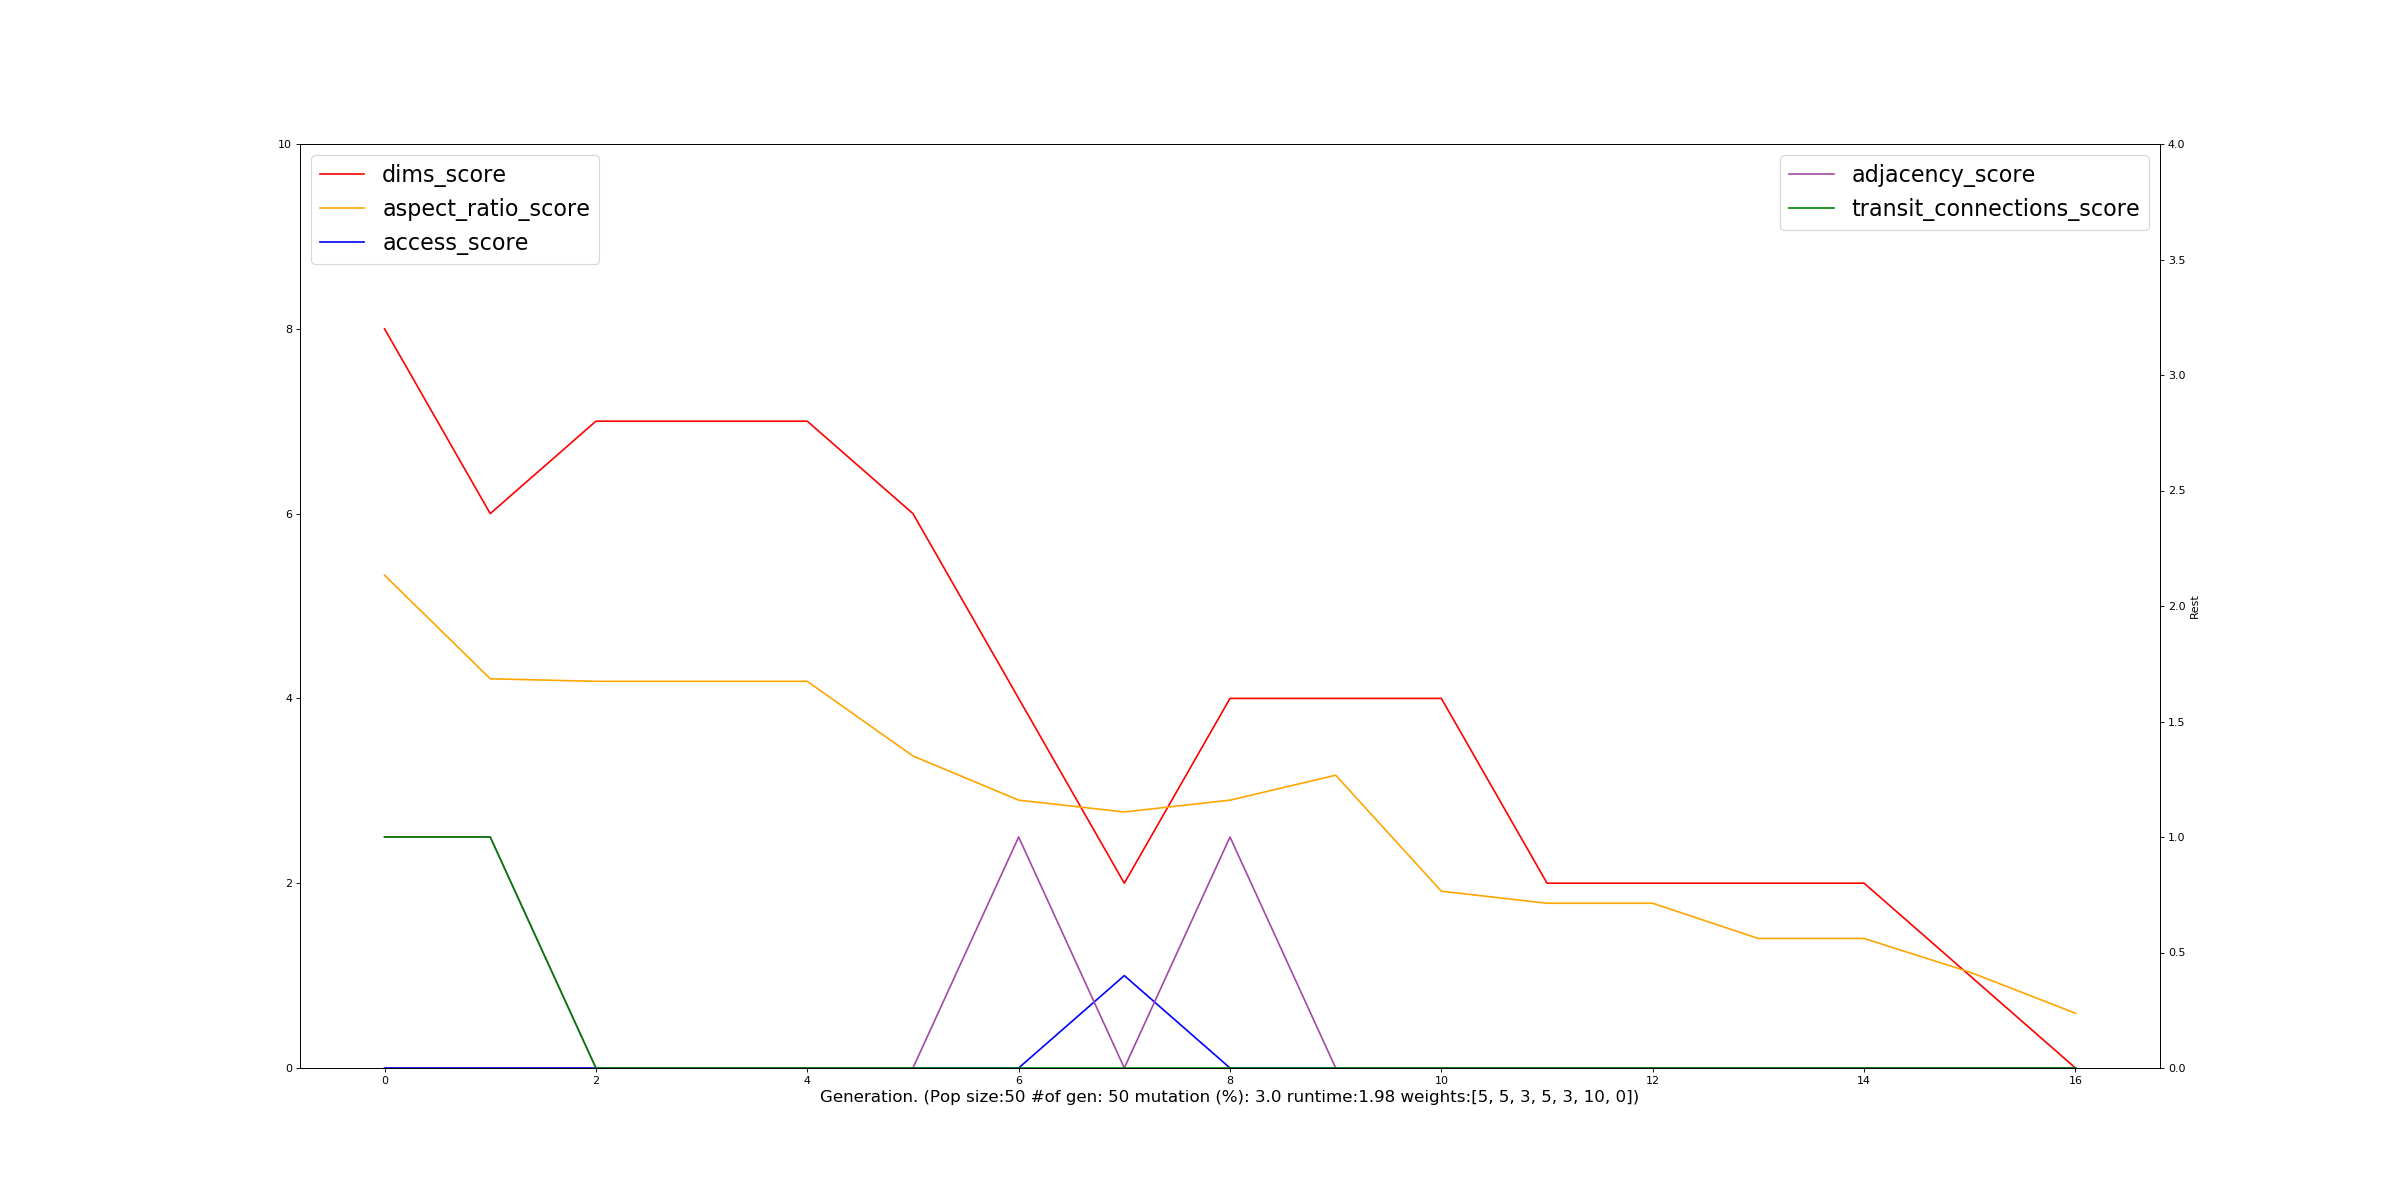 10
8
6
4
2
0
dims_score
aspect_ratio_score
access_score
adjacency_score
transit_connections_score
4.0
3.5
3.0
2.5
2.0
1.5
1.0
0.5
0.0
Rest
0 2 4 6 8 10 12 14 16
Generation. (Pop size:50 #of gen: 50 mutation (%): 3.0 runtime:1.98 weights:[5, 5, 3, 5, 3, 10, 0])